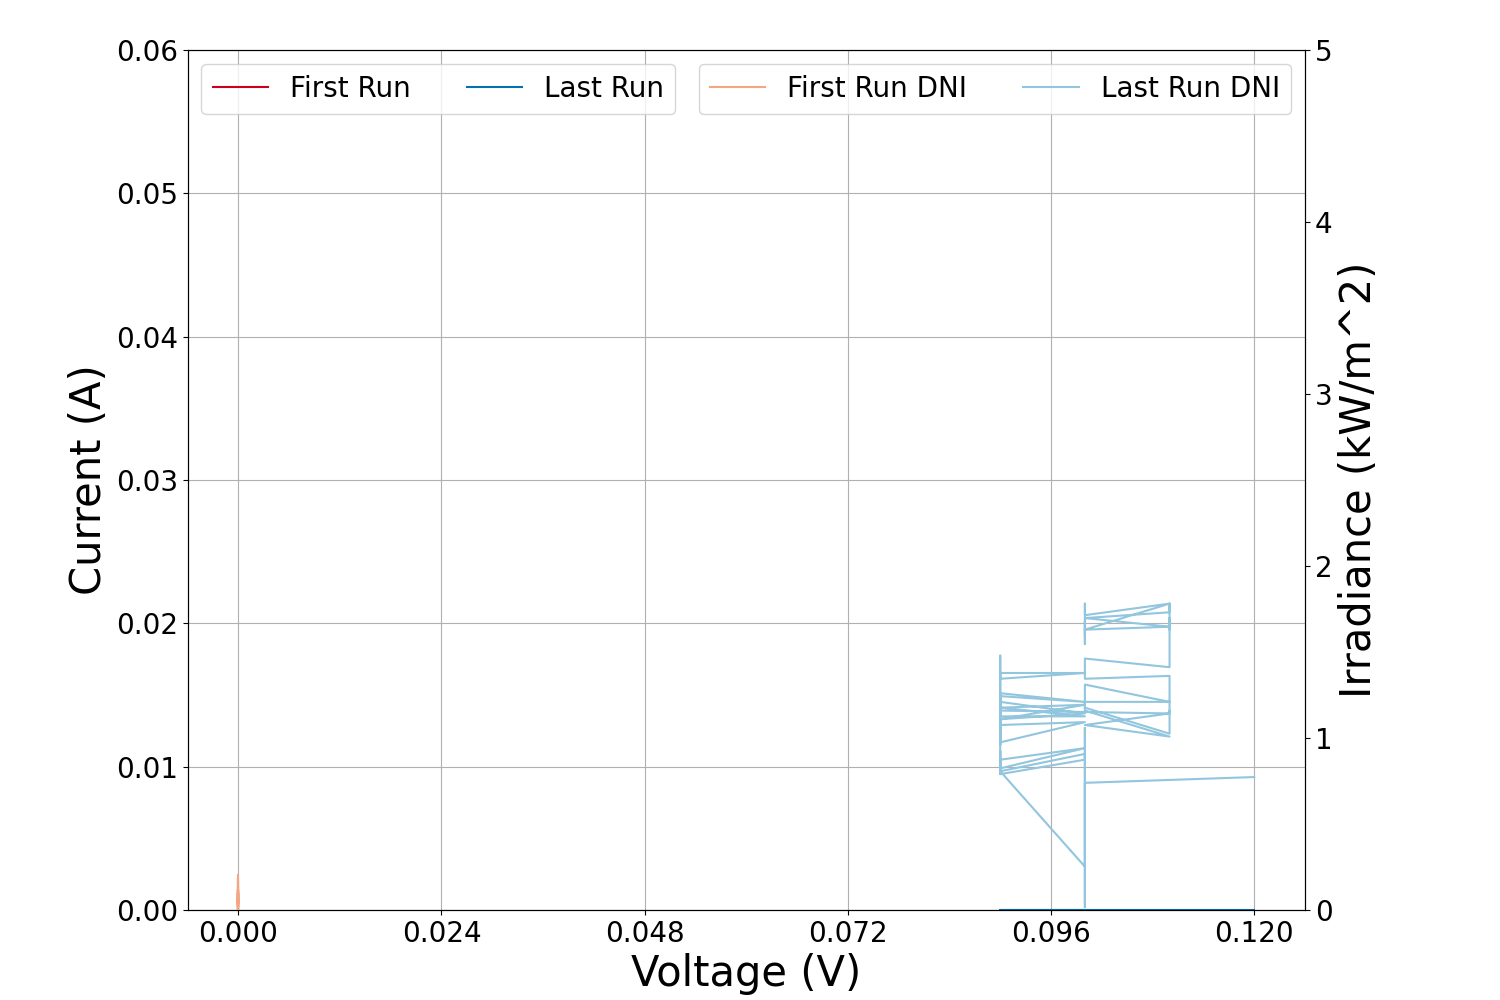 First Run
Last Run
First Run DNI
Last Run DNI
0.06
0.05
0.04
0.03
0.02
0.01
0.00
Current (A)
5
4
3
2
1
0
Irradiance (kW/m^2)
0.000 0.024 0.048 0.072 0.096 0.120
Voltage (V)